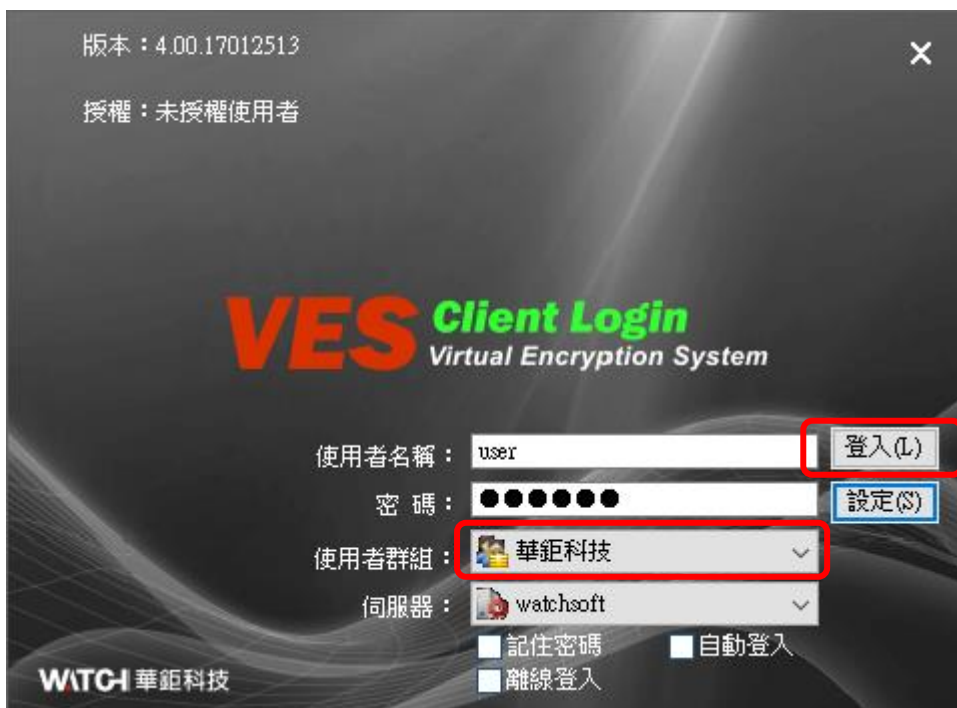 版本：4.00.17012513
授權：未授權使用者
VES Client Login
Virtual Encryption System
使用者名稱： user 登入(L)
密 碼： ●●●●●● 設定(S)
使用者群組： 華鉅科技
伺服器： watchsoft
記住密碼 自動登入
離線登入
WATCH 華鉅科技